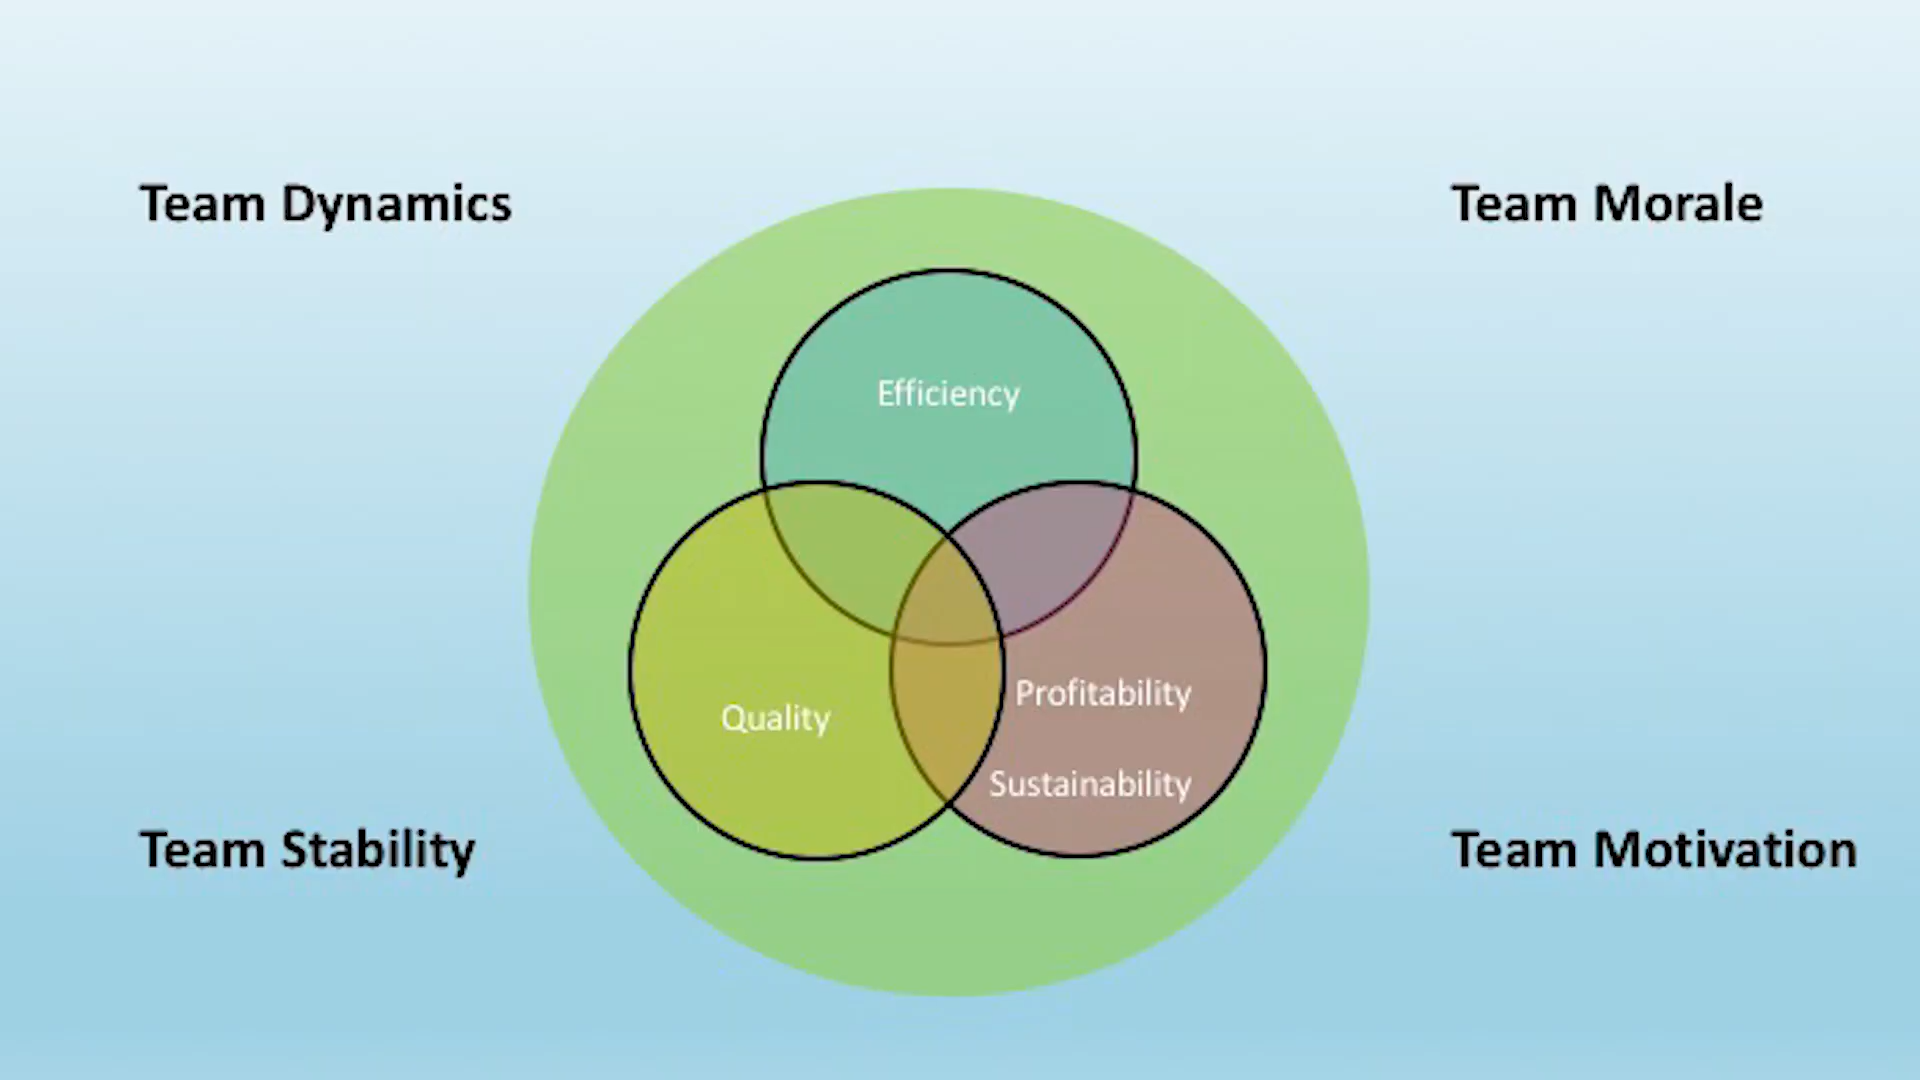 Team Dynamics
Team Morale
Efficiency
Profitability
Quality
Sustainability
Team Stability
Team Motivation